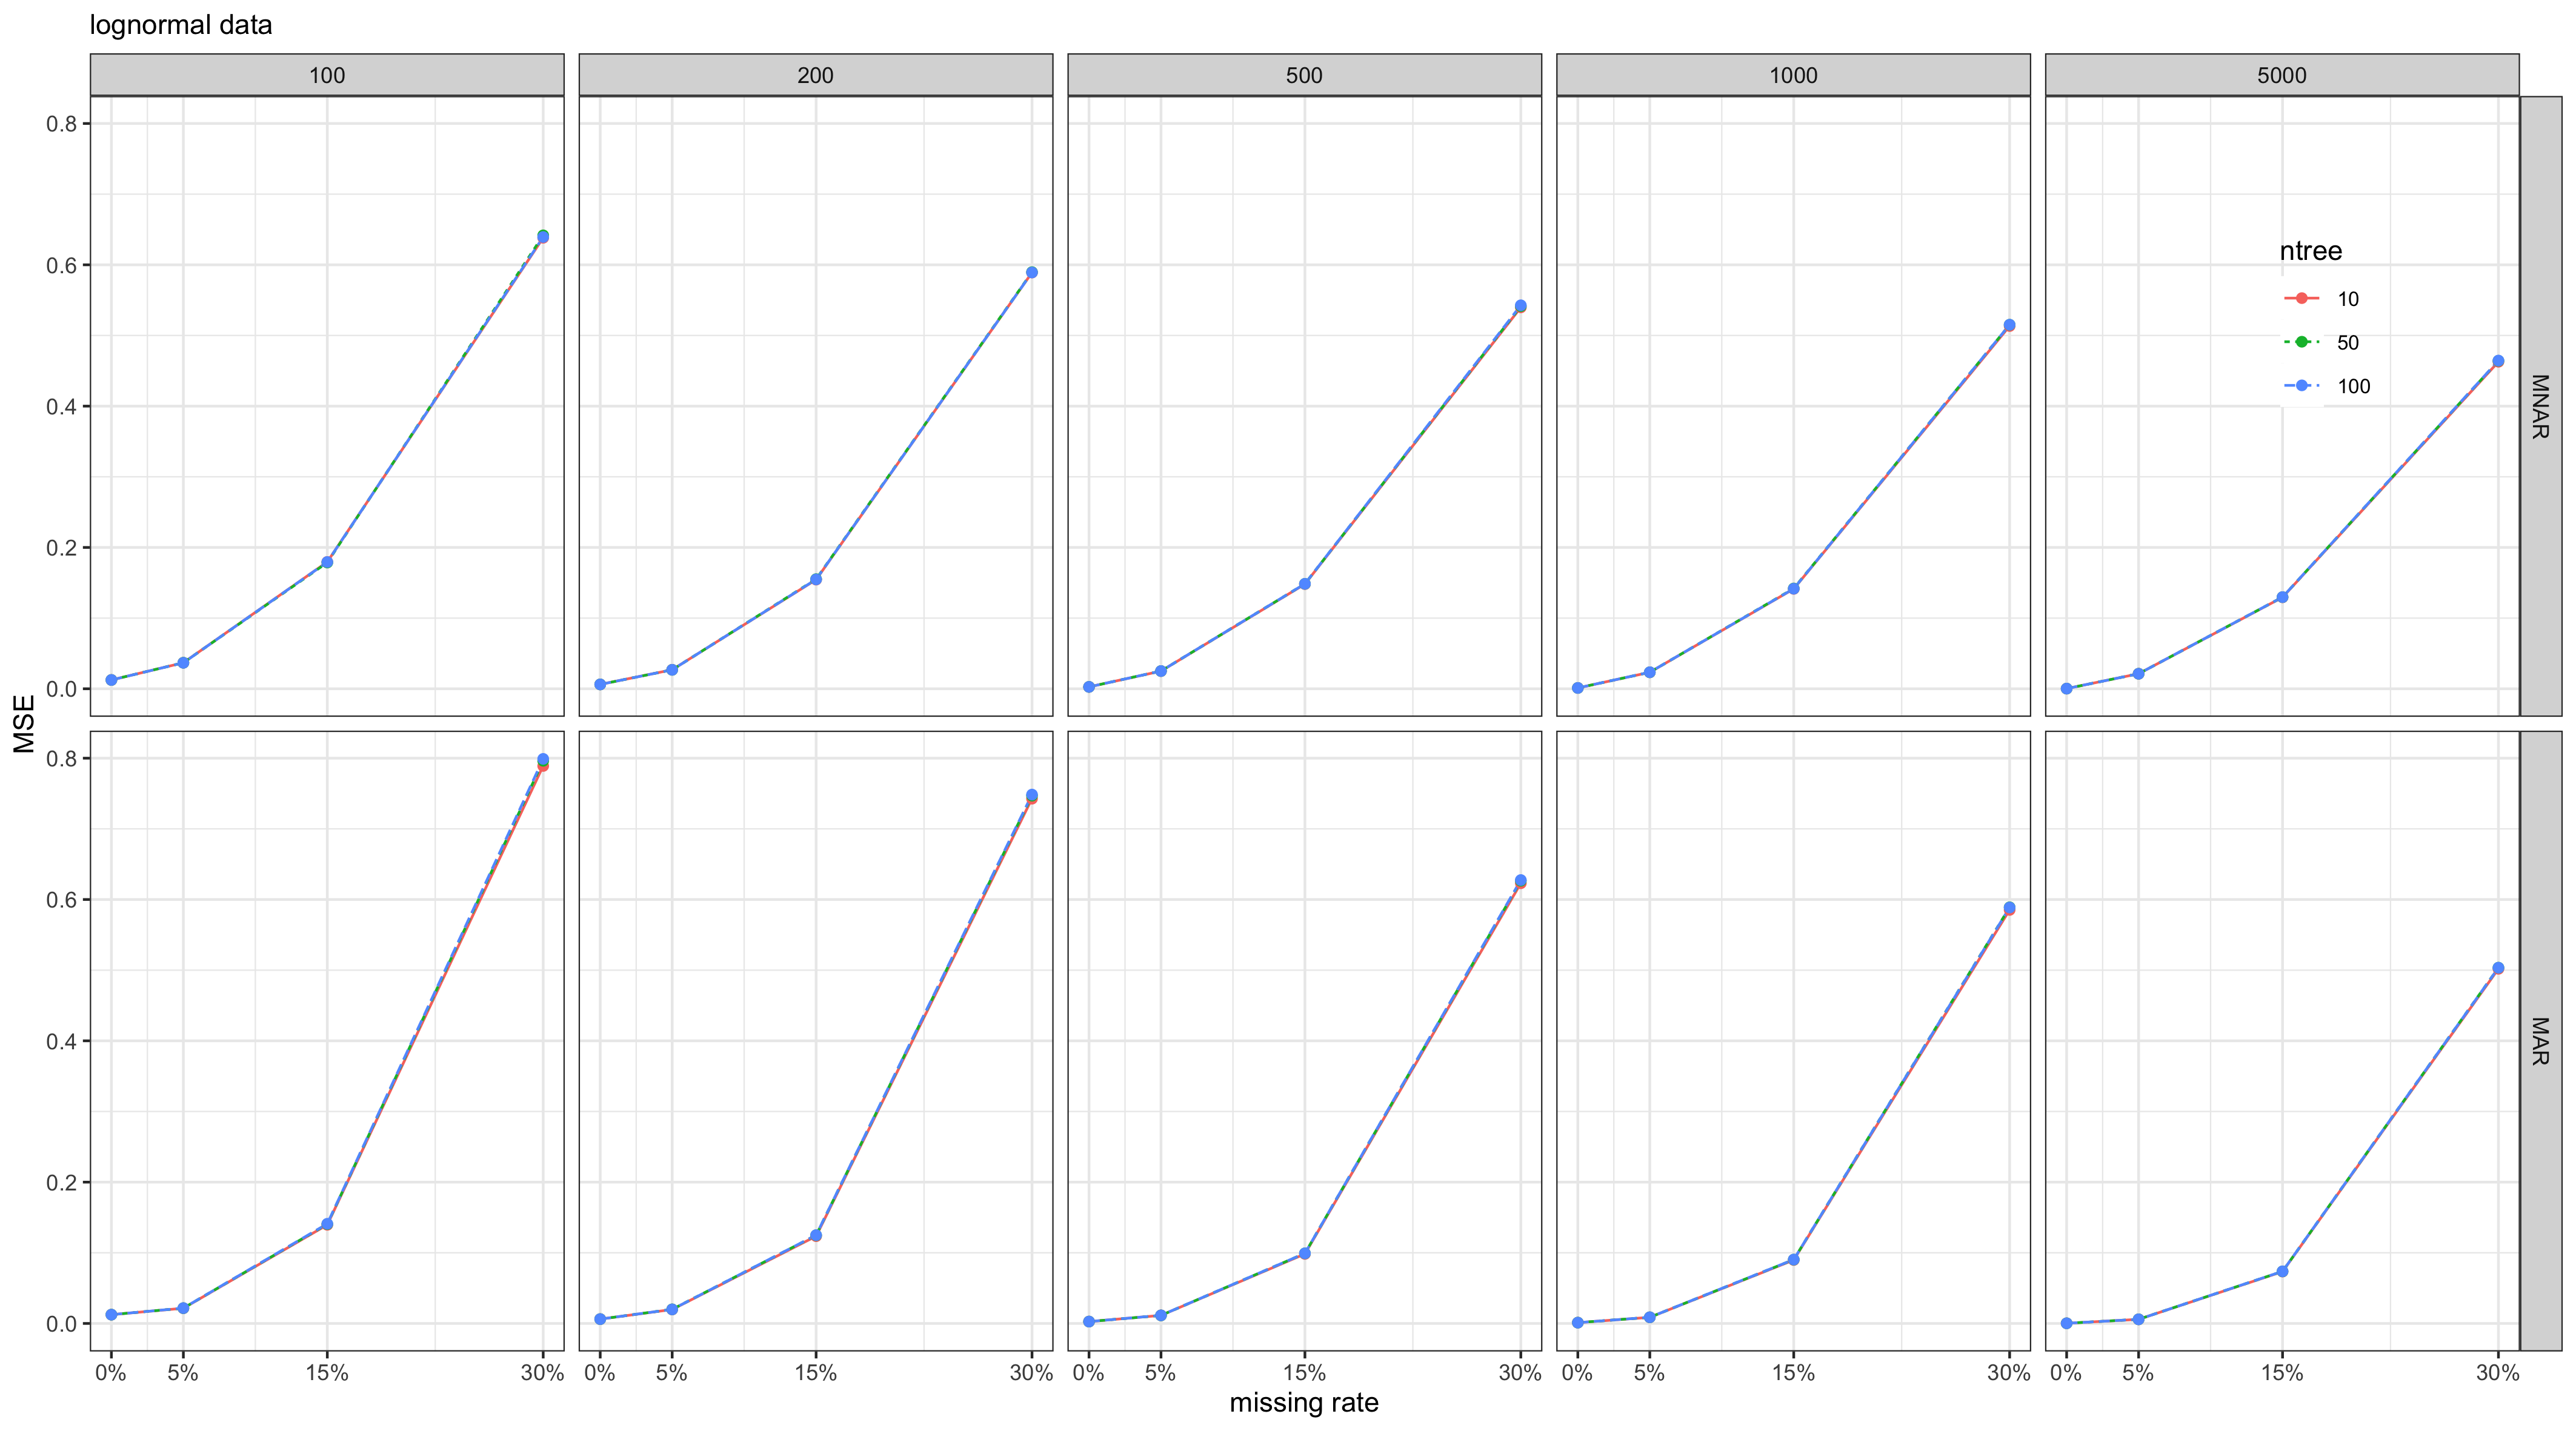 lognormal data
100 200 500 1000 5000
0.8
0.6
0.4
0.2
0.0
ntree
10
50
100
MNAR
MSE
0.8
0.6
0.4
0.2
0.0
MAR
0% 5% 15% 30% 0% 5% 15% 30% 0% 5% 15% 30% 0% 5% 15% 30% 0% 5% 15% 30%
missing rate